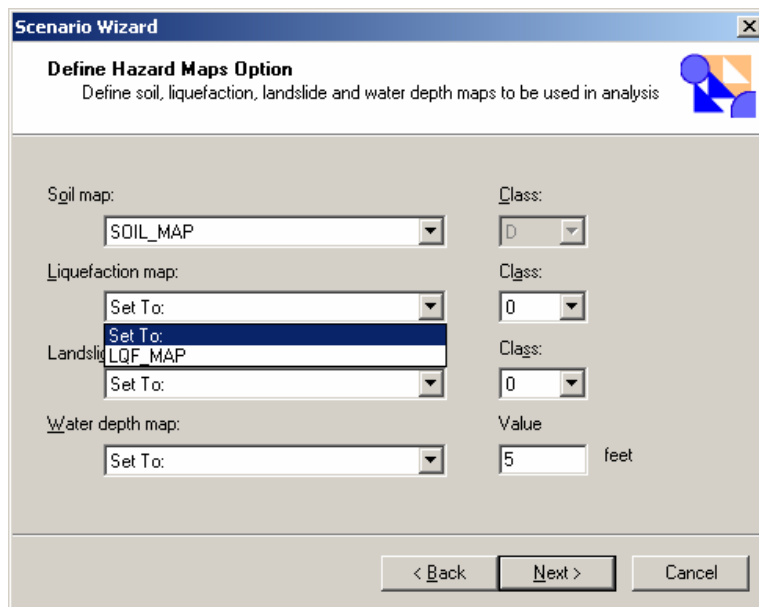 Scenario Wizard
Define Hazard Maps Option
Define soil, liquefaction, landslide and water depth maps to be used in analysis
Soil map: Class:
SOIL_MAP D
Liquefaction map: Class:
Set To: 0
Set To:
LQF_MAP
Class:
Set To: 0
Water depth map: Value
Set To: 5 feet
< Back Next > Cancel